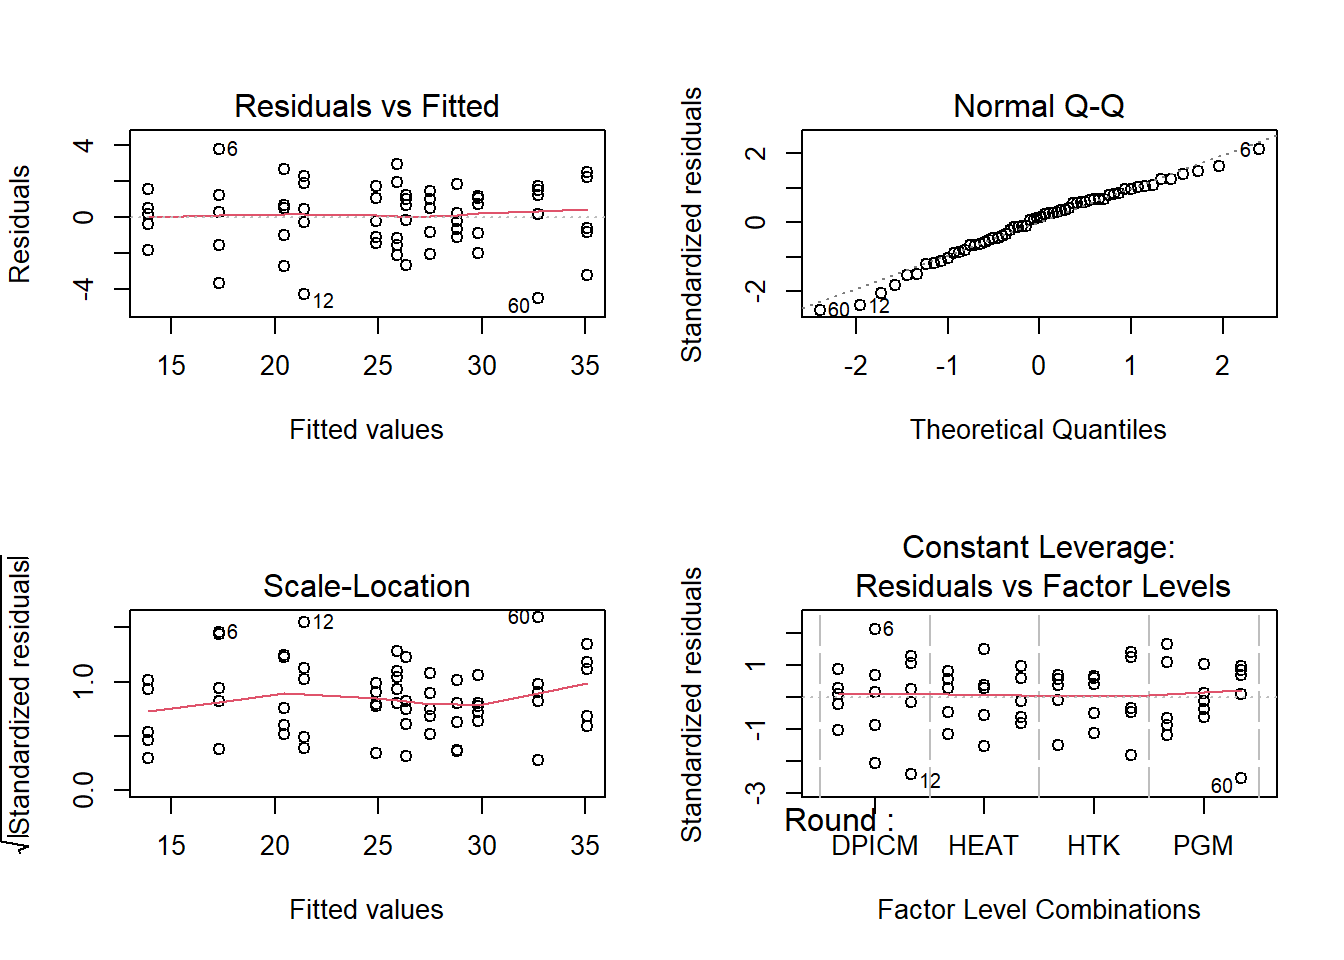 Residuals vs Fitted
Residuals
4
0
-4
6
12
60
15 20 25 30 35
Fitted values
Normal Q-Q
Standardized residuals
2
0
-2
6
60
12
-2 -1 0 1 2
Theoretical Quantiles
Scale-Location
√|Standardized residuals|
1.0
0.0
6
12
60
15 20 25 30 35
Fitted values
Constant Leverage:
Residuals vs Factor Levels
Standardized residuals
1
-1
-3
6
12
60
Round :
DPICM HEAT HTK PGM
Factor Level Combinations